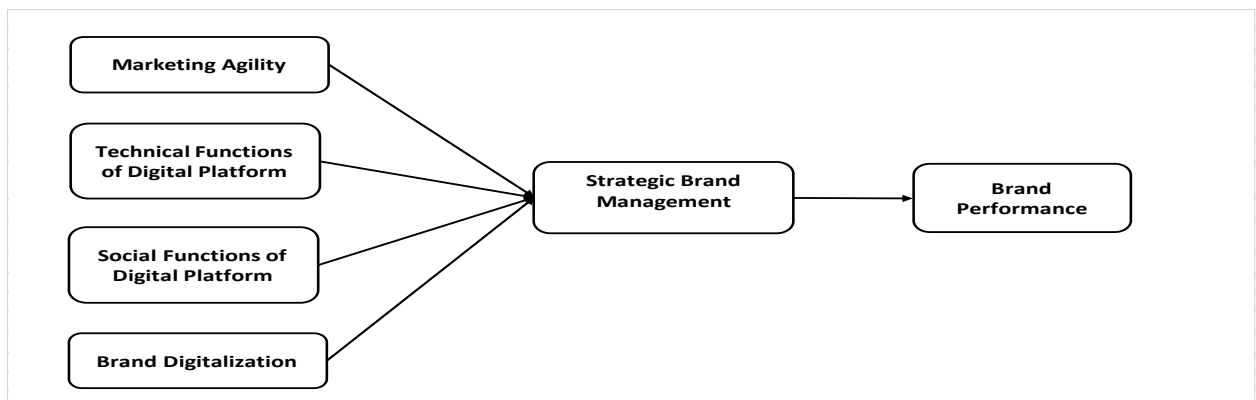 Marketing Agility
Technical Functions
of Digital Platform
Social Functions of
Digital Platform
Brand Digitalization
Strategic Brand
Management
Brand
Performance